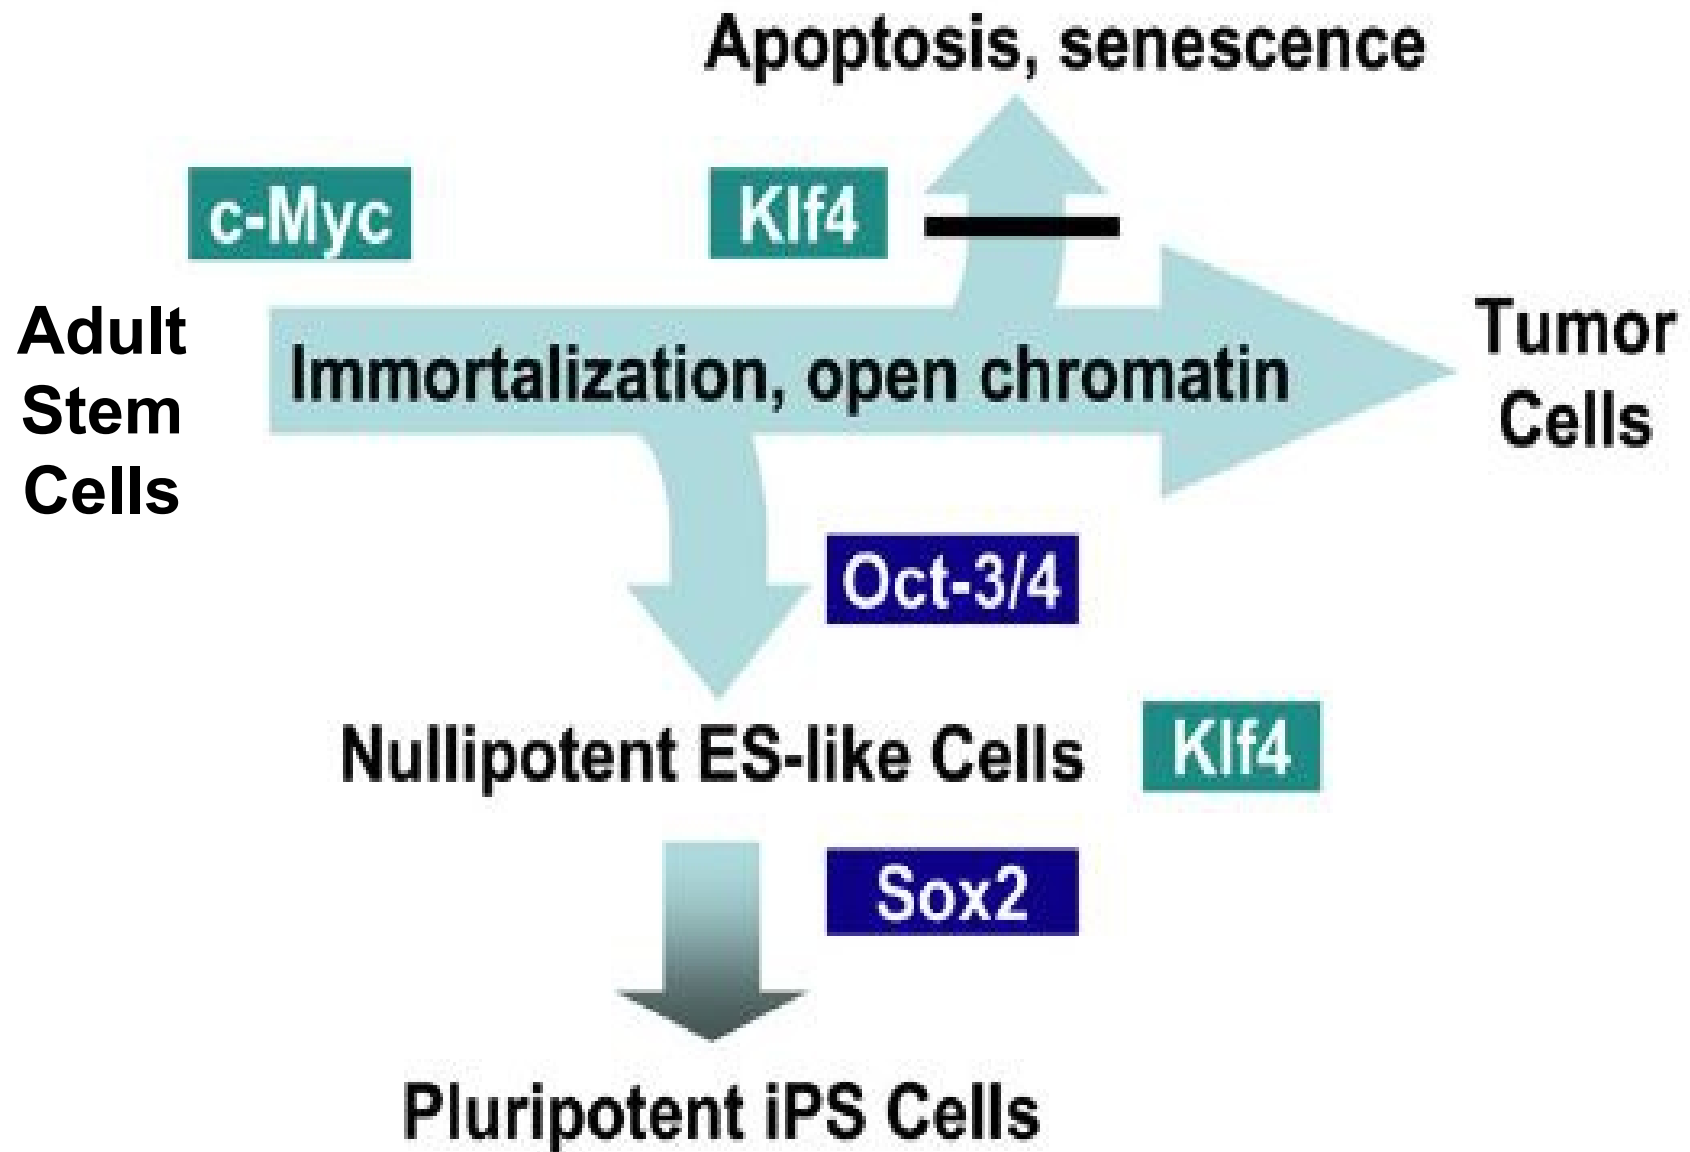 Apoptosis, senescence
c-Myc
Klf4
Adult
Stem
Cells
Immortalization, open chromatin
Tumor
Cells
Oct-3/4
Nullipotent ES-like Cells
Klf4
Sox2
Pluripotent iPS Cells